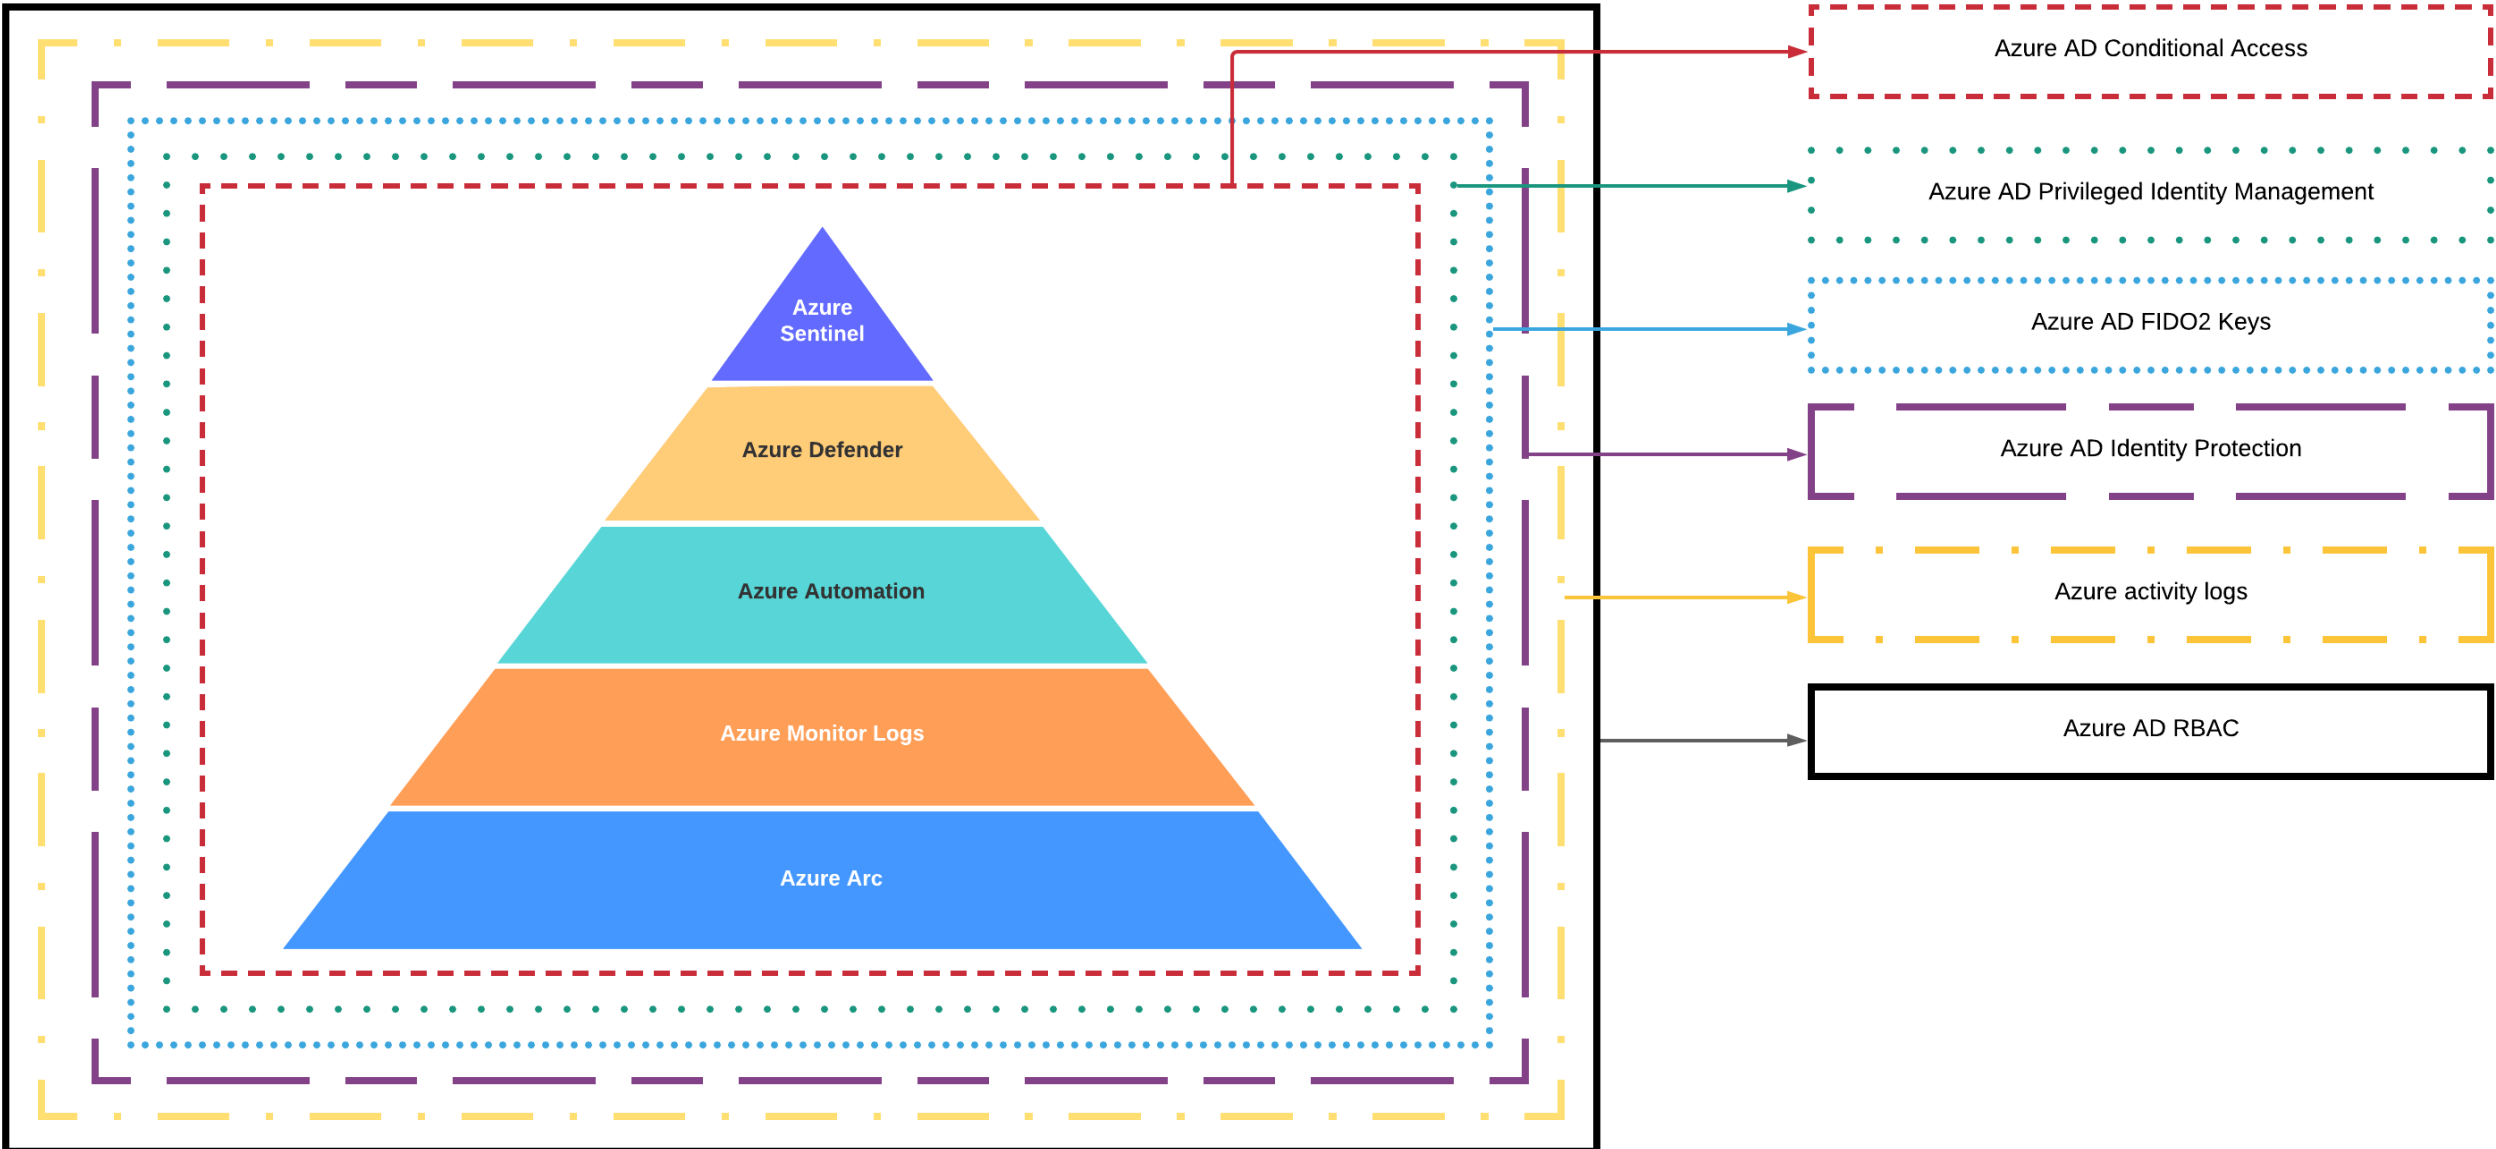 Azure AD Conditional Access
Azure AD Privileged Identity Management
Azure
Sentinel
Azure AD FIDO2 Keys
Azure Defender
Azure AD Identity Protection
Azure Automation
Azure activity logs
Azure Monitor Logs
Azure AD RBAC
Azure Arc